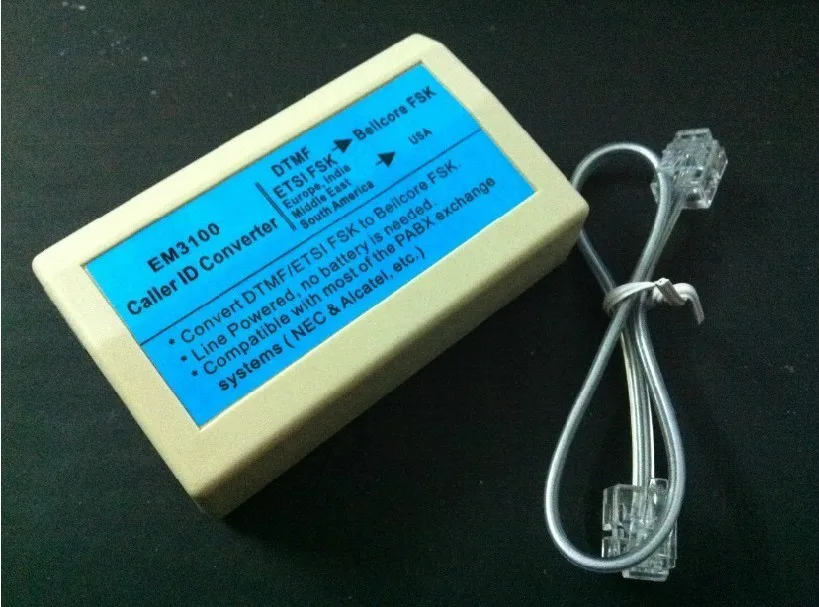 EM3100
Caller ID Converter
DTMF
ETSI FSK
Europe, India
Middle East
South America
Bellcore FSK
USA
* Convert DTMF/ETSI FSK to Bellcore FSK.
* Line Powered, no battery is needed.
* Compatible with most of the PABX exchange
systems ( NEC & Alcatel, etc,)